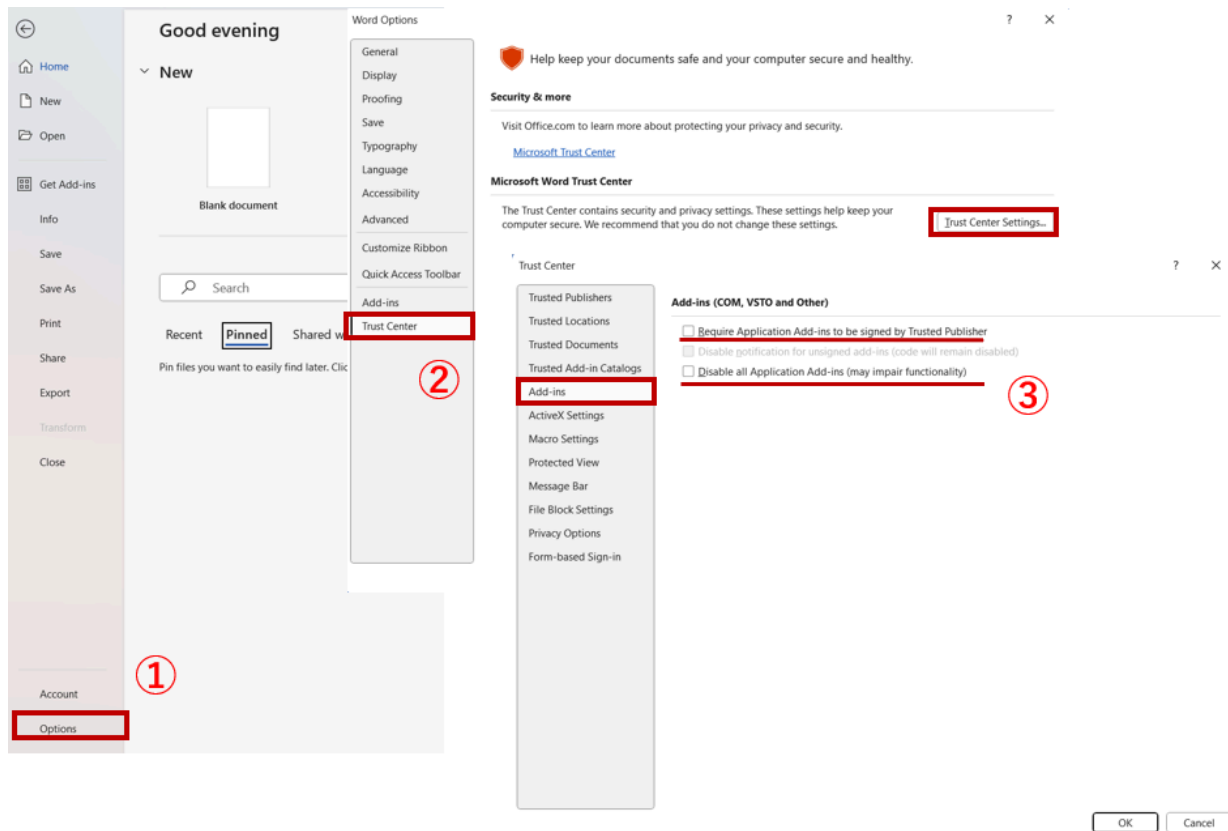 Good evening
Home
New
New
Open
Get Add-ins
Info
Save
Save As
Print
Share
Export
Transform
Close
Account
Options
Blank document
Search
Recent
Pinned
Shared w
Pin files you want to easily find later. Clic
①
Word Options
?
General
Display
Proofing
Save
Typography
Language
Accessibility
Advanced
Customize Ribbon
Quick Access Toolbar
Add-ins
Trust Center
②
Help keep your documents safe and your computer secure and healthy.
Security & more
Visit Office.com to learn more about protecting your privacy and security.
Microsoft Trust Center
Microsoft Word Trust Center
The Trust Center contains security and privacy settings. These settings help keep your
computer secure. We recommend that you do not change these settings.
Trust Center Settings...
Trust Center
?
Trusted Publishers
Trusted Locations
Trusted Documents
Trusted Add-in Catalogs
Add-ins
ActiveX Settings
Macro Settings
Protected View
Message Bar
File Block Settings
Privacy Options
Form-based Sign-in
Add-ins (COM, VSTO and Other)
Require Application Add-ins to be signed by Trusted Publisher
Disable notification for unsigned add-ins (code will remain disabled)
Disable all Application Add-ins (may impair functionality)
③
OK
Cancel